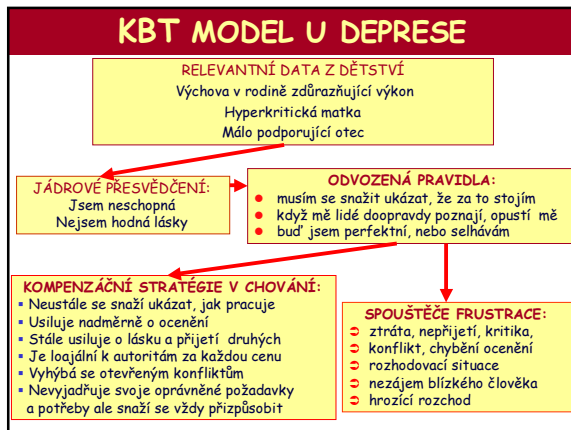 KBT MODEL U DEPRESE
RELEVANTNÍ DATA Z DĚTSTVÍ
Výchova v rodině zdůrazňující výkon
Hyperkritická matka
Málo podporující otec
JÁDROVÉ PŘESVĚDČENÍ:
Jsem neschopná
Nejsem hodná lásky
ODVOZENÁ PRAVIDLA:
● musím se snažit ukázat, že za to stojím
● když mě lidé doopravdy poznají, opustí mě
● buď jsem perfektní, nebo selhávám
KOMPENZÁČNÍ STRATÉGIE V CHOVÁNÍ:
▪ Neustále se snaží ukázat, jak pracuje
▪ Usiluje nadměrně o ocenění
▪ Stále usiluje o lásku a přijetí druhých
▪ Je loajální k autoritám za každou cenu
▪ Vyhýbá se otevřeným konfliktům
▪ Nevyjadřuje svoje oprávněné požadavky
a potřeby ale snaží se vždy přizpůsobit
SPOUŠTĚČE FRUSTRACE:
➲ ztráta, nepřijetí, kritika,
➲ konflikt, chybění ocenění
➲ rozhodovací situace
➲ nezájem blízkého člověka
➲ hrozící rozchod